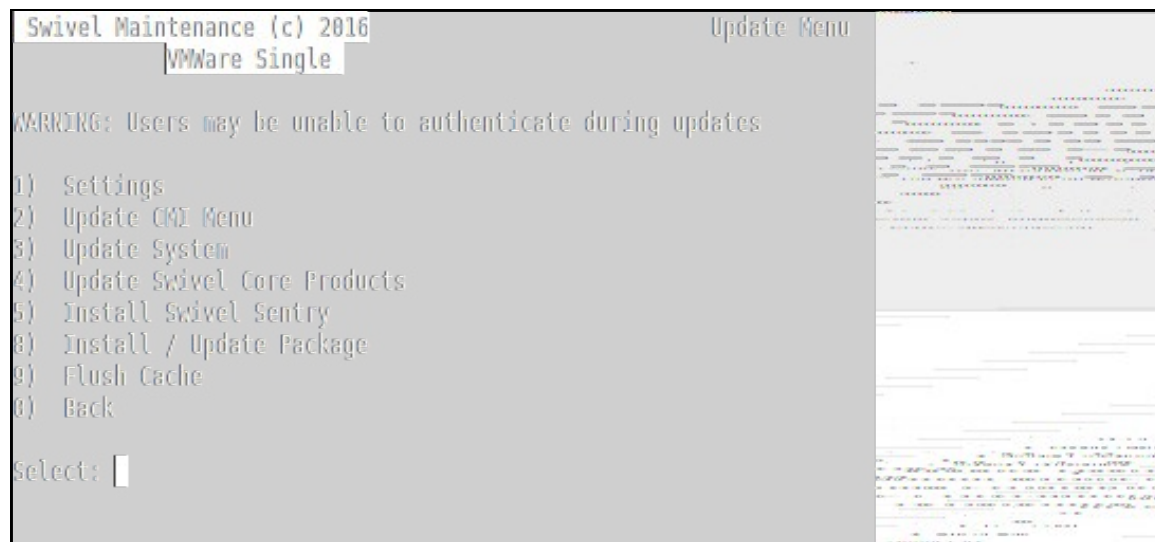 Swivel Maintenance (c) 2016 Update Menu
VMWare Single
WARNING: Users may be unable to authenticate during updates
1) Settings
2) Update CMI Menu
3) Update System
4) Update Swivel Core Products
5) Install Swivel Sentry
8) Install / Update Package
9) Flush Cache
0) Back
Select: